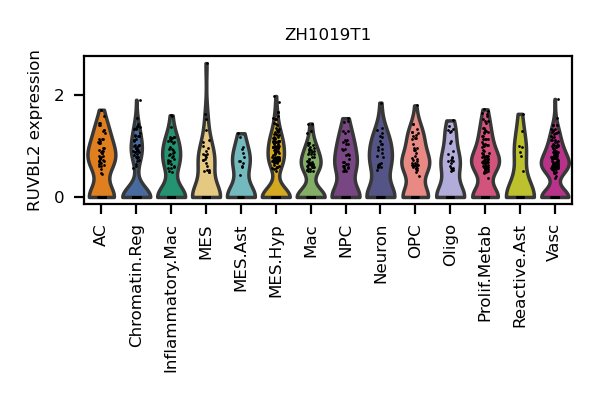 ZH1019T1
RUVBL2 expression
2
0
AC
Chromatin.Reg
Inflammatory.Mac
MES
MES.Ast
MES.Hyp
Mac
NPC
Neuron
OPC
Oligo
Prolif.Metab
Reactive.Ast
Vasc